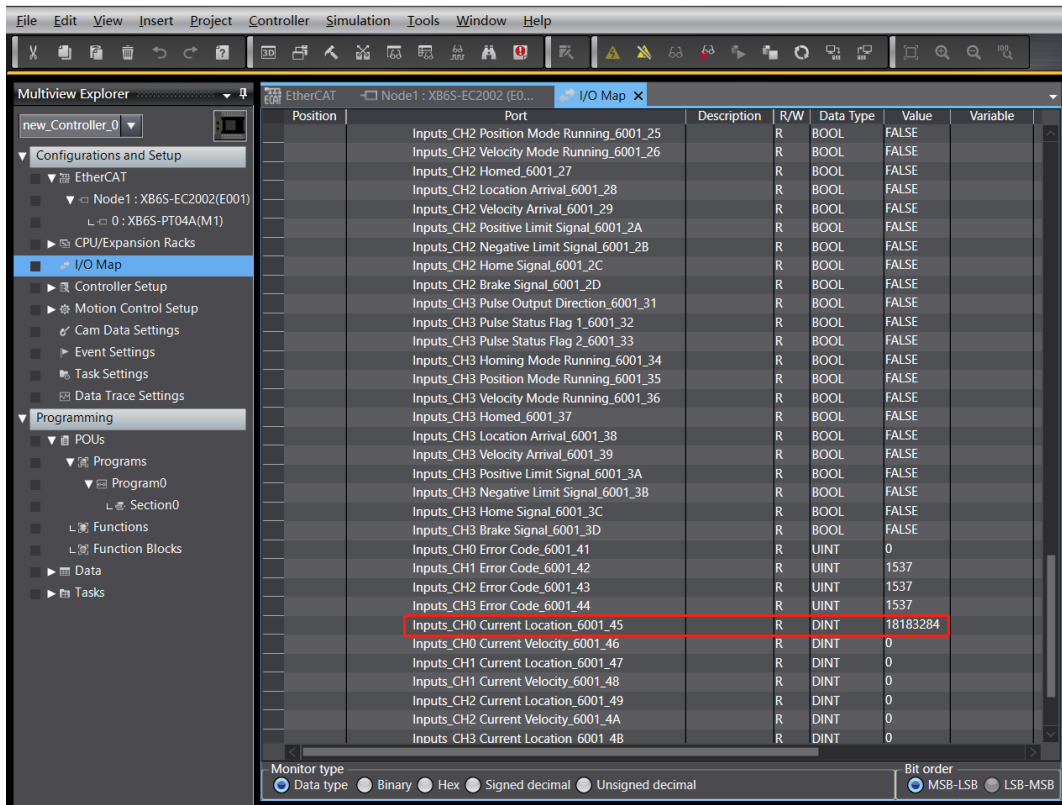 File Edit View Insert Project Controller Simulation Tools Window Help
Multiview Explorer
new_Controller_0
Configurations and Setup
EtherCAT
Node1 : XB6S-EC2002(E001)
0 : XB6S-PT04A(M1)
CPU/Expansion Racks
I/O Map
Controller Setup
Motion Control Setup
Cam Data Settings
Event Settings
Task Settings
Data Trace Settings
Programming
POUs
Programs
Program0
Section0
Functions
Function Blocks
Data
Tasks
EtherCAT Node1 : XB6S-EC2002 (E0... I/O Map
Position Port Description R/W Data Type Value Variable
Inputs_CH2 Position Mode Running_6001_25 R BOOL FALSE
Inputs_CH2 Velocity Mode Running_6001_26 R BOOL FALSE
Inputs_CH2 Homed_6001_27 R BOOL FALSE
Inputs_CH2 Location Arrival_6001_28 R BOOL FALSE
Inputs_CH2 Velocity Arrival_6001_29 R BOOL FALSE
Inputs_CH2 Positive Limit Signal_6001_2A R BOOL FALSE
Inputs_CH2 Negative Limit Signal_6001_2B R BOOL FALSE
Inputs_CH2 Home Signal_6001_2C R BOOL FALSE
Inputs_CH2 Brake Signal_6001_2D R BOOL FALSE
Inputs_CH3 Pulse Output Direction_6001_31 R BOOL FALSE
Inputs_CH3 Pulse Status Flag 1_6001_32 R BOOL FALSE
Inputs_CH3 Pulse Status Flag 2_6001_33 R BOOL FALSE
Inputs_CH3 Homing Mode Running_6001_34 R BOOL FALSE
Inputs_CH3 Position Mode Running_6001_35 R BOOL FALSE
Inputs_CH3 Velocity Mode Running_6001_36 R BOOL FALSE
Inputs_CH3 Homed_6001_37 R BOOL FALSE
Inputs_CH3 Location Arrival_6001_38 R BOOL FALSE
Inputs_CH3 Velocity Arrival_6001_39 R BOOL FALSE
Inputs_CH3 Positive Limit Signal_6001_3A R BOOL FALSE
Inputs_CH3 Negative Limit Signal_6001_3B R BOOL FALSE
Inputs_CH3 Home Signal_6001_3C R BOOL FALSE
Inputs_CH3 Brake Signal_6001_3D R BOOL FALSE
Inputs_CH0 Error Code_6001_41 R UINT 0
Inputs_CH1 Error Code_6001_42 R UINT 1537
Inputs_CH2 Error Code_6001_43 R UINT 1537
Inputs_CH3 Error Code_6001_44 R UINT 1537
Inputs_CH0 Current Location_6001_45 R DINT 18183284
Inputs_CH0 Current Velocity_6001_46 R DINT 0
Inputs_CH1 Current Location_6001_47 R DINT 0
Inputs_CH1 Current Velocity_6001_48 R DINT 0
Inputs_CH2 Current Location_6001_49 R DINT 0
Inputs_CH2 Current Velocity_6001_4A R DINT 0
Inputs_CH3 Current Location_6001_4B R DINT 0
Monitor type
Data type Binary Hex Signed decimal Unsigned decimal
Bit order
MSB-LSB LSB-MSB